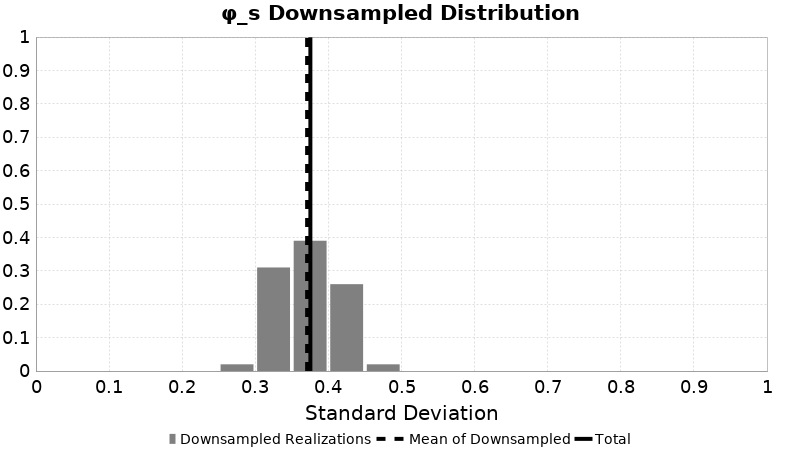 φ_s Downsampled Distribution
1
0.9
0.8
0.7
0.6
0.5
0.4
0.3
0.2
0.1
0
0 0.1 0.2 0.3 0.4 0.5 0.6 0.7 0.8 0.9 1
Standard Deviation
Downsampled Realizations Mean of Downsampled Total